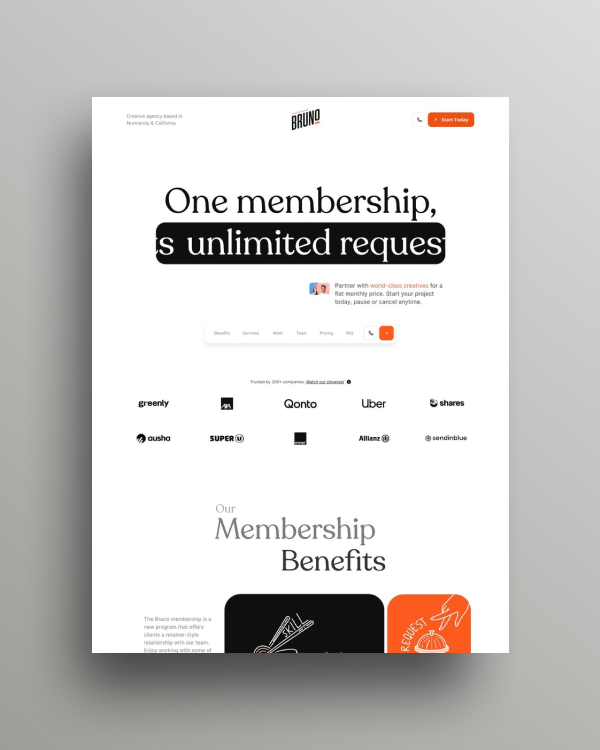 Creative agency based in
Normandy & California
BRUNO
Start Today
One membership,
s unlimited reques
Partner with world-class creatives for a
flat monthly price. Start your project
today, pause or cancel anytime.
Benefits Services Work Team Pricing FAQ
Trusted by 200+ companies. Watch our showreel
greenly AXA Qonto Uber shares
ausha SUPER U Allianz sendinblue
Our
Membership
Benefits
The Bruno membership is a
new program that offers
clients a retainer-style
relationship with our team.
Enjoy working with some of
SKILL
REQUEST